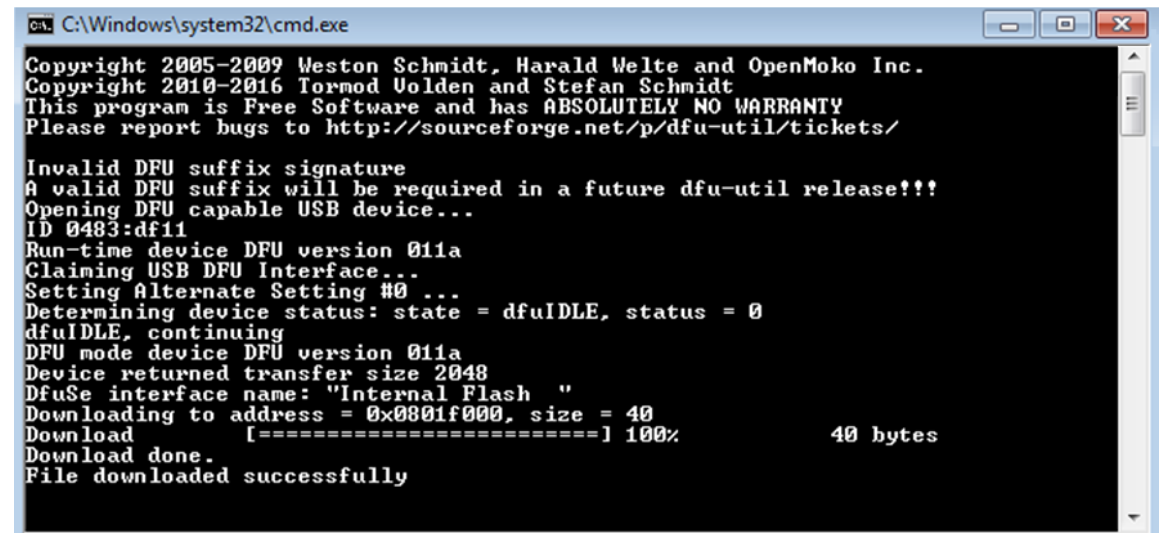 C:\Windows\system32\cmd.exe
Copyright 2005-2009 Weston Schmidt, Harald Welte and OpenMoko Inc.
Copyright 2010-2016 Tormod Volden and Stefan Schmidt
This program is Free Software and has ABSOLUTELY NO WARRANTY
Please report bugs to http://sourceforge.net/p/dfu-util/tickets/
Invalid DFU suffix signature
A valid DFU suffix will be required in a future dfu-util release!!!
Opening DFU capable USB device...
ID 0483:df11
Run-time device DFU version 011a
Claiming USB DFU Interface...
Setting Alternate Setting #0 ...
Determining device status: state = dfuIDLE, status = 0
dfuIDLE, continuing
DFU mode device DFU version 011a
Device returned transfer size 2048
DfuSe interface name: "Internal Flash  "
Downloading to address = 0x0801f000, size = 40
Download        [=========================] 100%           40 bytes
Download done.
File downloaded successfully